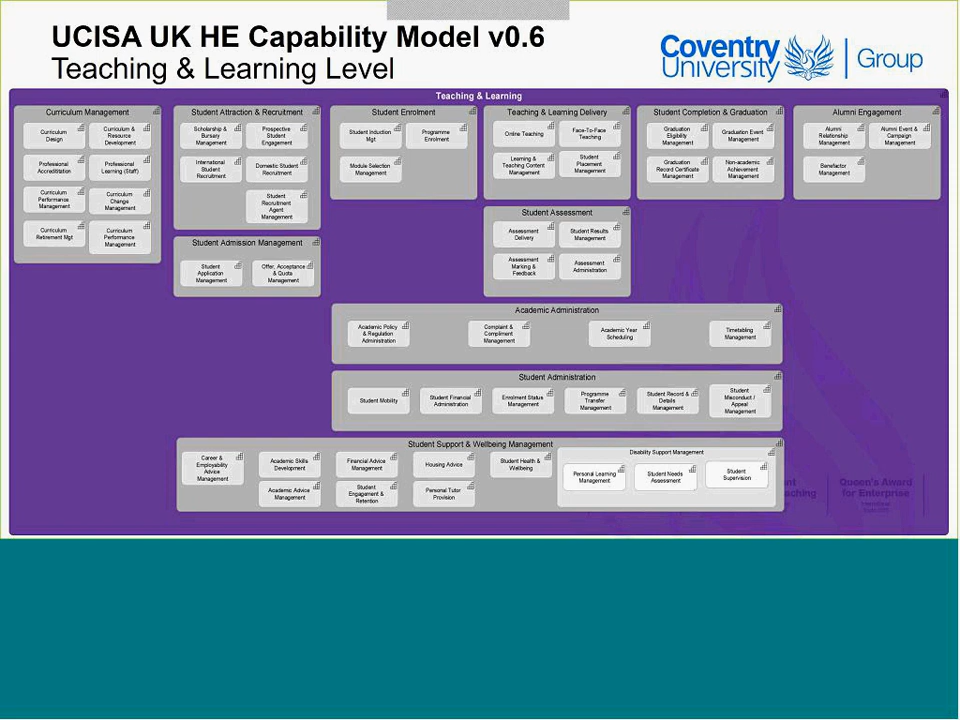 UCISA UK HE Capability Model v0.6
Teaching & Learning Level
Coventry
University
Group
Teaching & Learning
Curriculum Management
Curriculum
Design
Curriculum &
Resource
Development
Professional
Accreditation
Professional
Learning (Staff)
Curriculum
Performance
Management
Curriculum
Change
Management
Curriculum
Retirement Mgt
Curriculum
Performance
Management
Student Attraction & Recruitment
Scholarship &
Bursary
Management
Prospective
Student
Engagement
International
Student
Recruitment
Domestic Student
Recruitment
Student
Recruitment
Agent
Management
Student Admission Management
Student
Application
Management
Offer, Acceptance
& Quota
Management
Student Enrolment
Student Induction
Mgt
Programme
Enrolment
Module Selection
Management
Teaching & Learning Delivery
Online Teaching
Face-To-Face
Teaching
Learning &
Teaching Content
Management
Student
Placement
Management
Student Assessment
Assessment
Delivery
Student Results
Management
Assessment
Marking &
Feedback
Assessment
Administration
Student Completion & Graduation
Graduation
Eligibility
Management
Graduation Event
Management
Graduation
Record Certificate
Management
Non-academic
Achievement
Management
Alumni Engagement
Alumni
Relationship
Management
Alumni Event &
Campaign
Management
Benefactor
Management
Academic Administration
Academic Policy
& Regulation
Administration
Complaint &
Compliment
Management
Academic Year
Scheduling
Timetabling
Management
Student Administration
Student Mobility
Student Financial
Administration
Enrolment Status
Management
Programme
Transfer
Management
Student Record &
Details
Management
Student
Misconduct /
Appeal
Management
Student Support & Wellbeing Management
Career &
Employability
Advice
Management
Academic Skills
Development
Financial Advice
Management
Housing Advice
Student Health &
Wellbeing
Academic Advice
Management
Student
Engagement &
Retention
Personal Tutor
Provision
Disability Support Management
Personal Learning
Management
Student Needs
Assessment
Student
Supervision
Queen's Award
for Enterprise